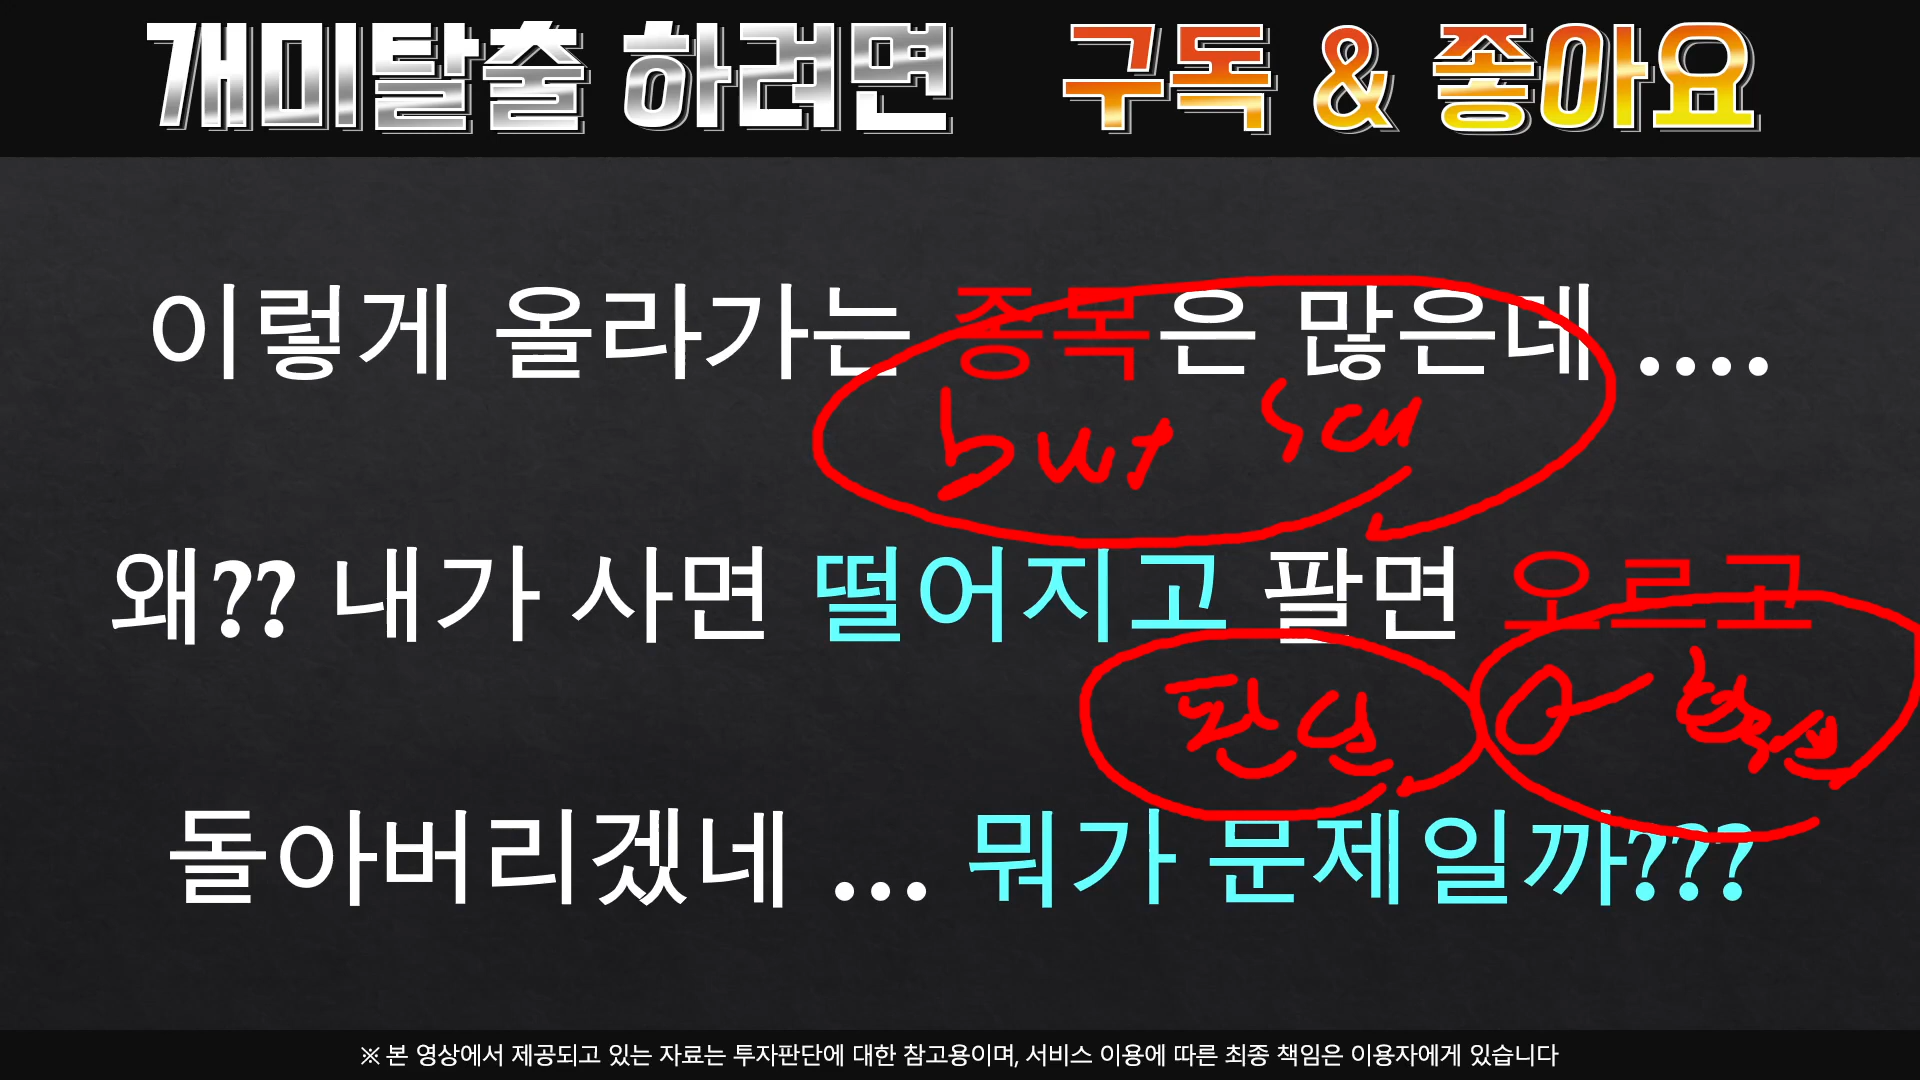 개미탈출 하려면 구독 & 좋아요
이렇게 올라가는 종목은 많은데 ....
but
왜?? 내가 사면 떨어지고 팔면 오르고
판단
돌아버리겠네 ... 뭐가 문제일까???
※ 본 영상에서 제공되고 있는 자료는 투자판단에 대한 참고용이며, 서비스 이용에 따른 최종 책임은 이용자에게 있습니다